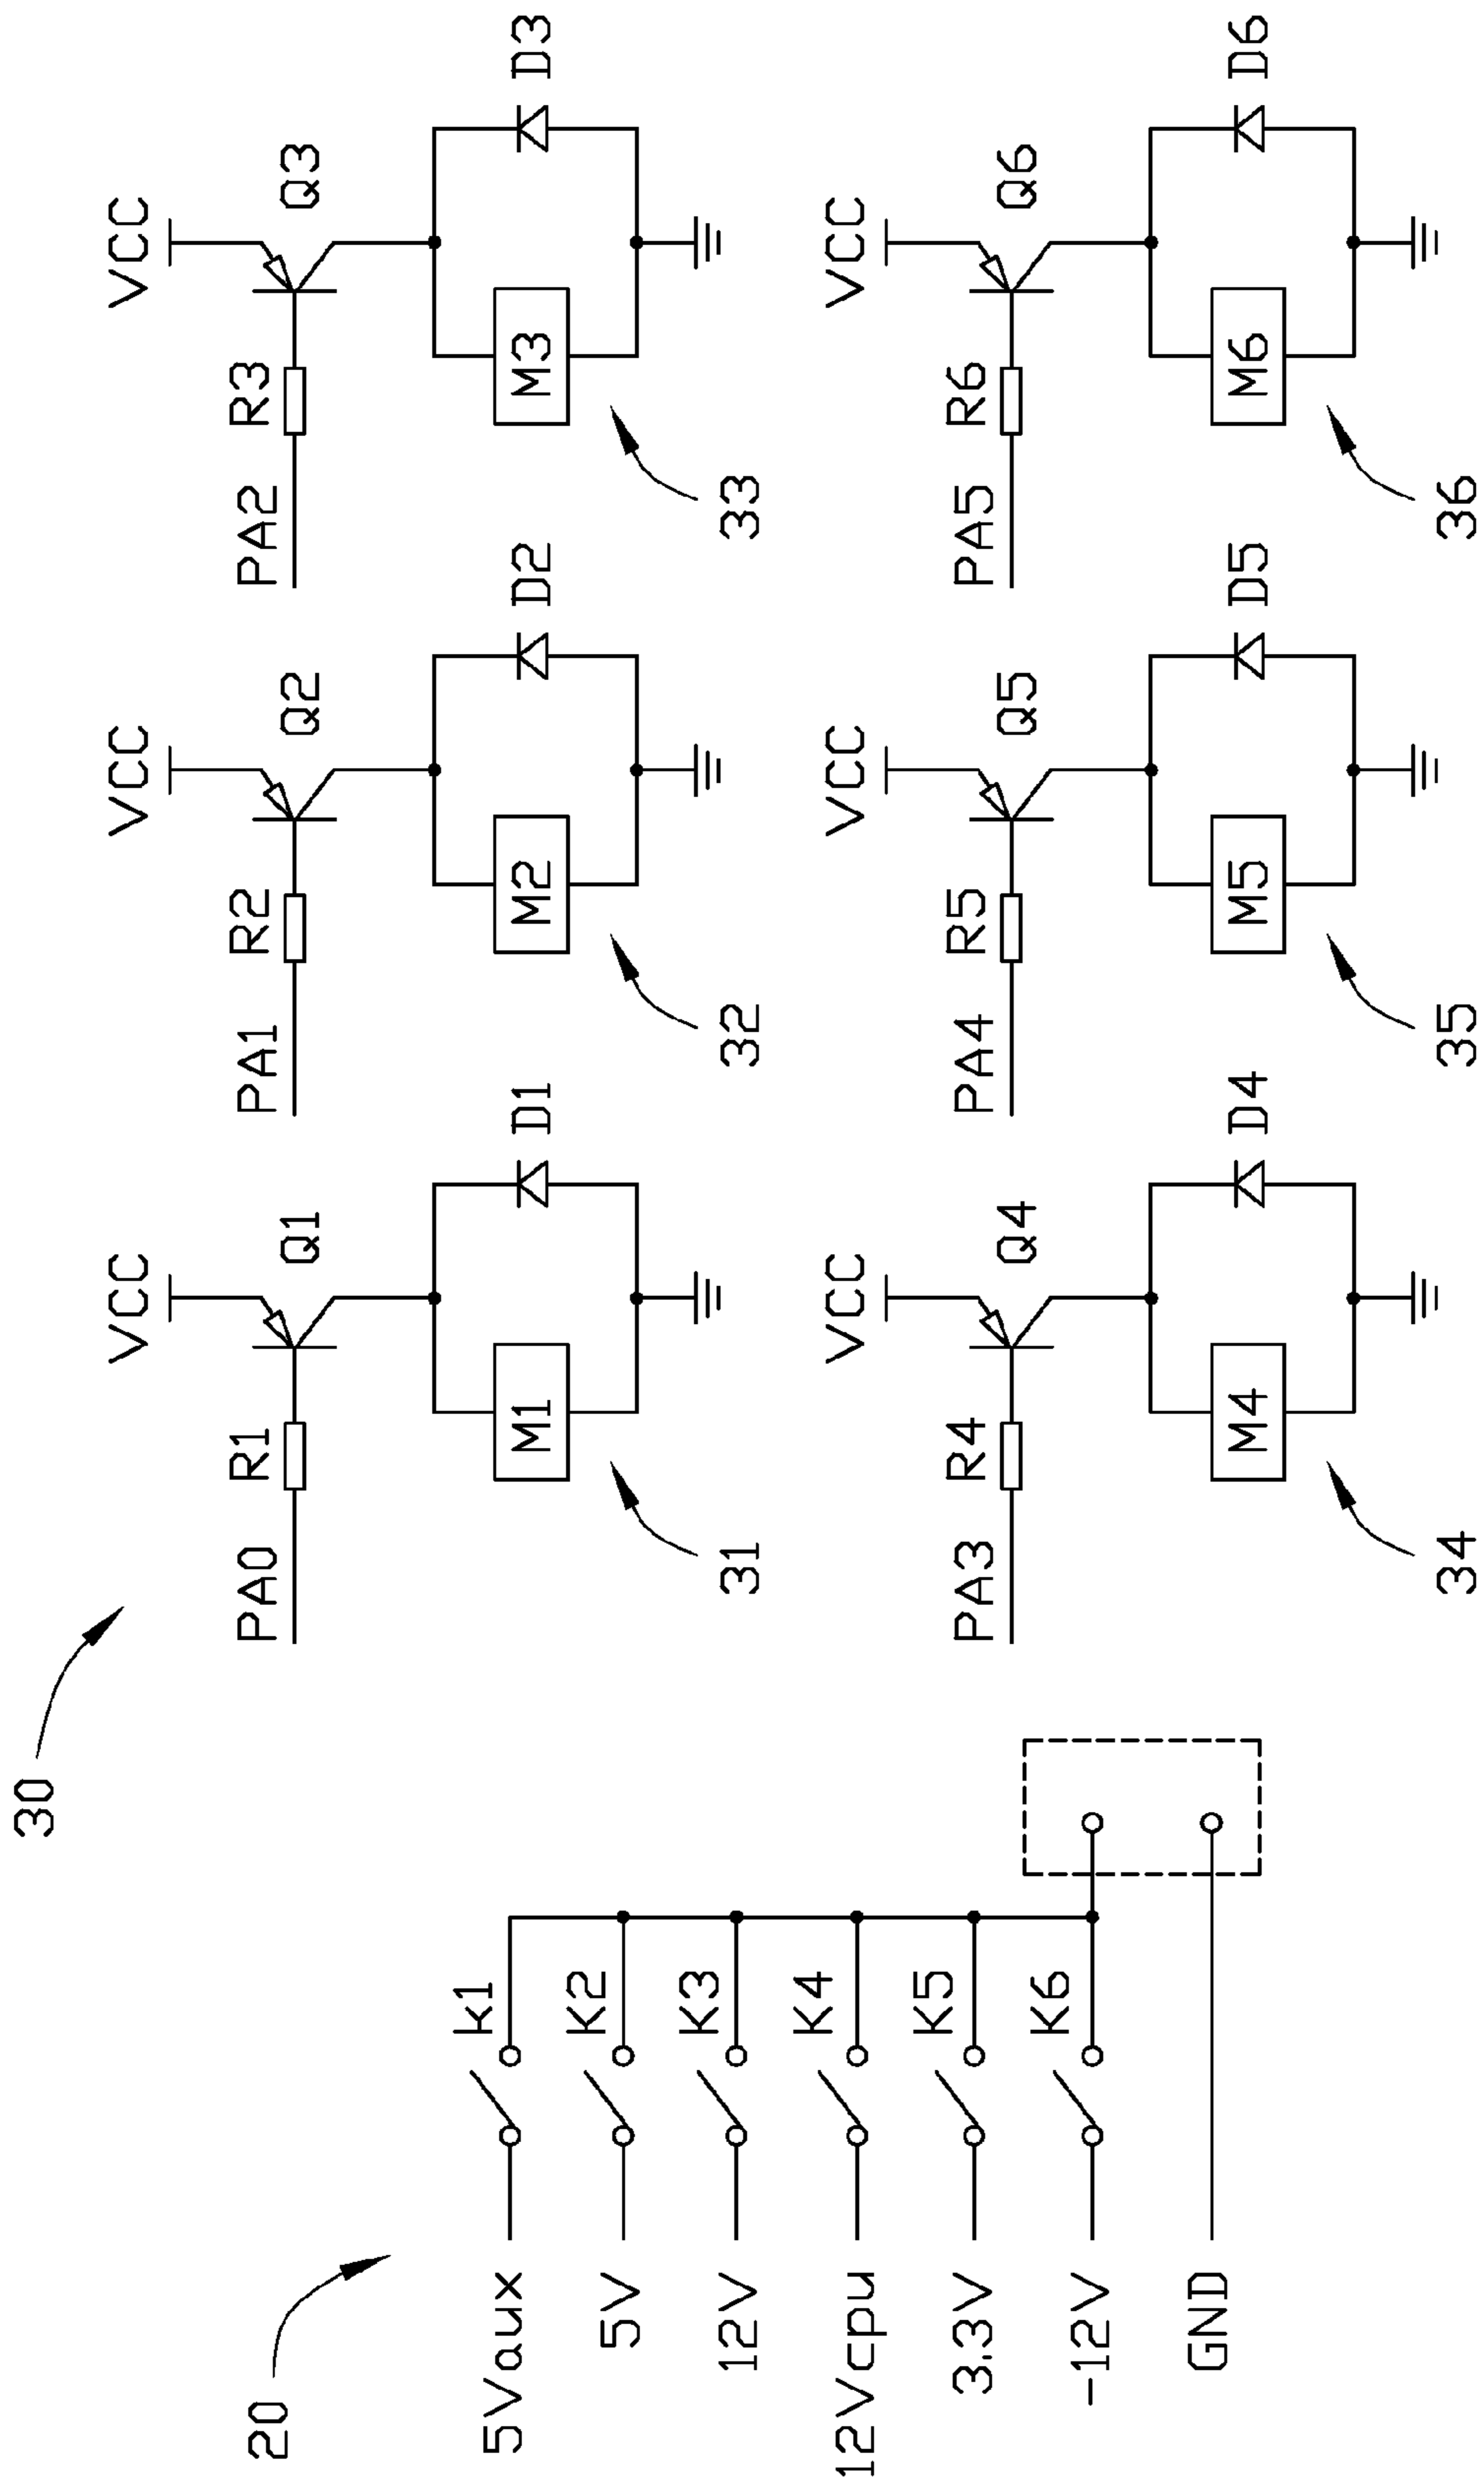 30
VCC
VCC
VCC
PA0
R1
Q1
PA1
R2
Q2
PA2
R3
Q3
M1
D1
M2
D2
M3
D3
31
32
33
VCC
VCC
VCC
PA3
R4
Q4
PA4
R5
Q5
PA5
R6
Q6
M4
D4
M5
D5
M6
D6
34
35
36
20
5Vaux
K1
5V
K2
12V
K3
12Vcpu
K4
3.3V
K5
-12V
K6
GND